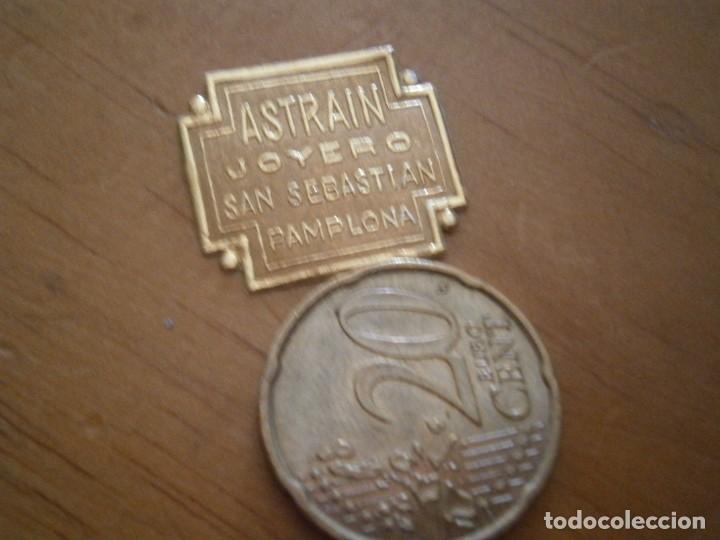 ASTRAIN
JOYERO
SAN SEBASTIAN
PAMPLONA
20
EURO
CENT
todocoleccion